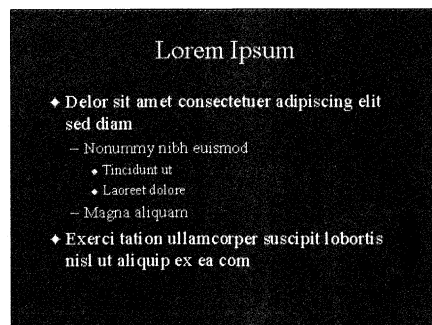 Lorem Ipsum
✦ Delor sit amet consectetuer adipiscing elit
sed diam
– Nonummy nibh euismod
◆ Tincidunt ut
◆ Laoreet dolore
– Magna aliquam
✦ Exerci tation ullamcorper suscipit lobortis
nisl ut aliquip ex ea com